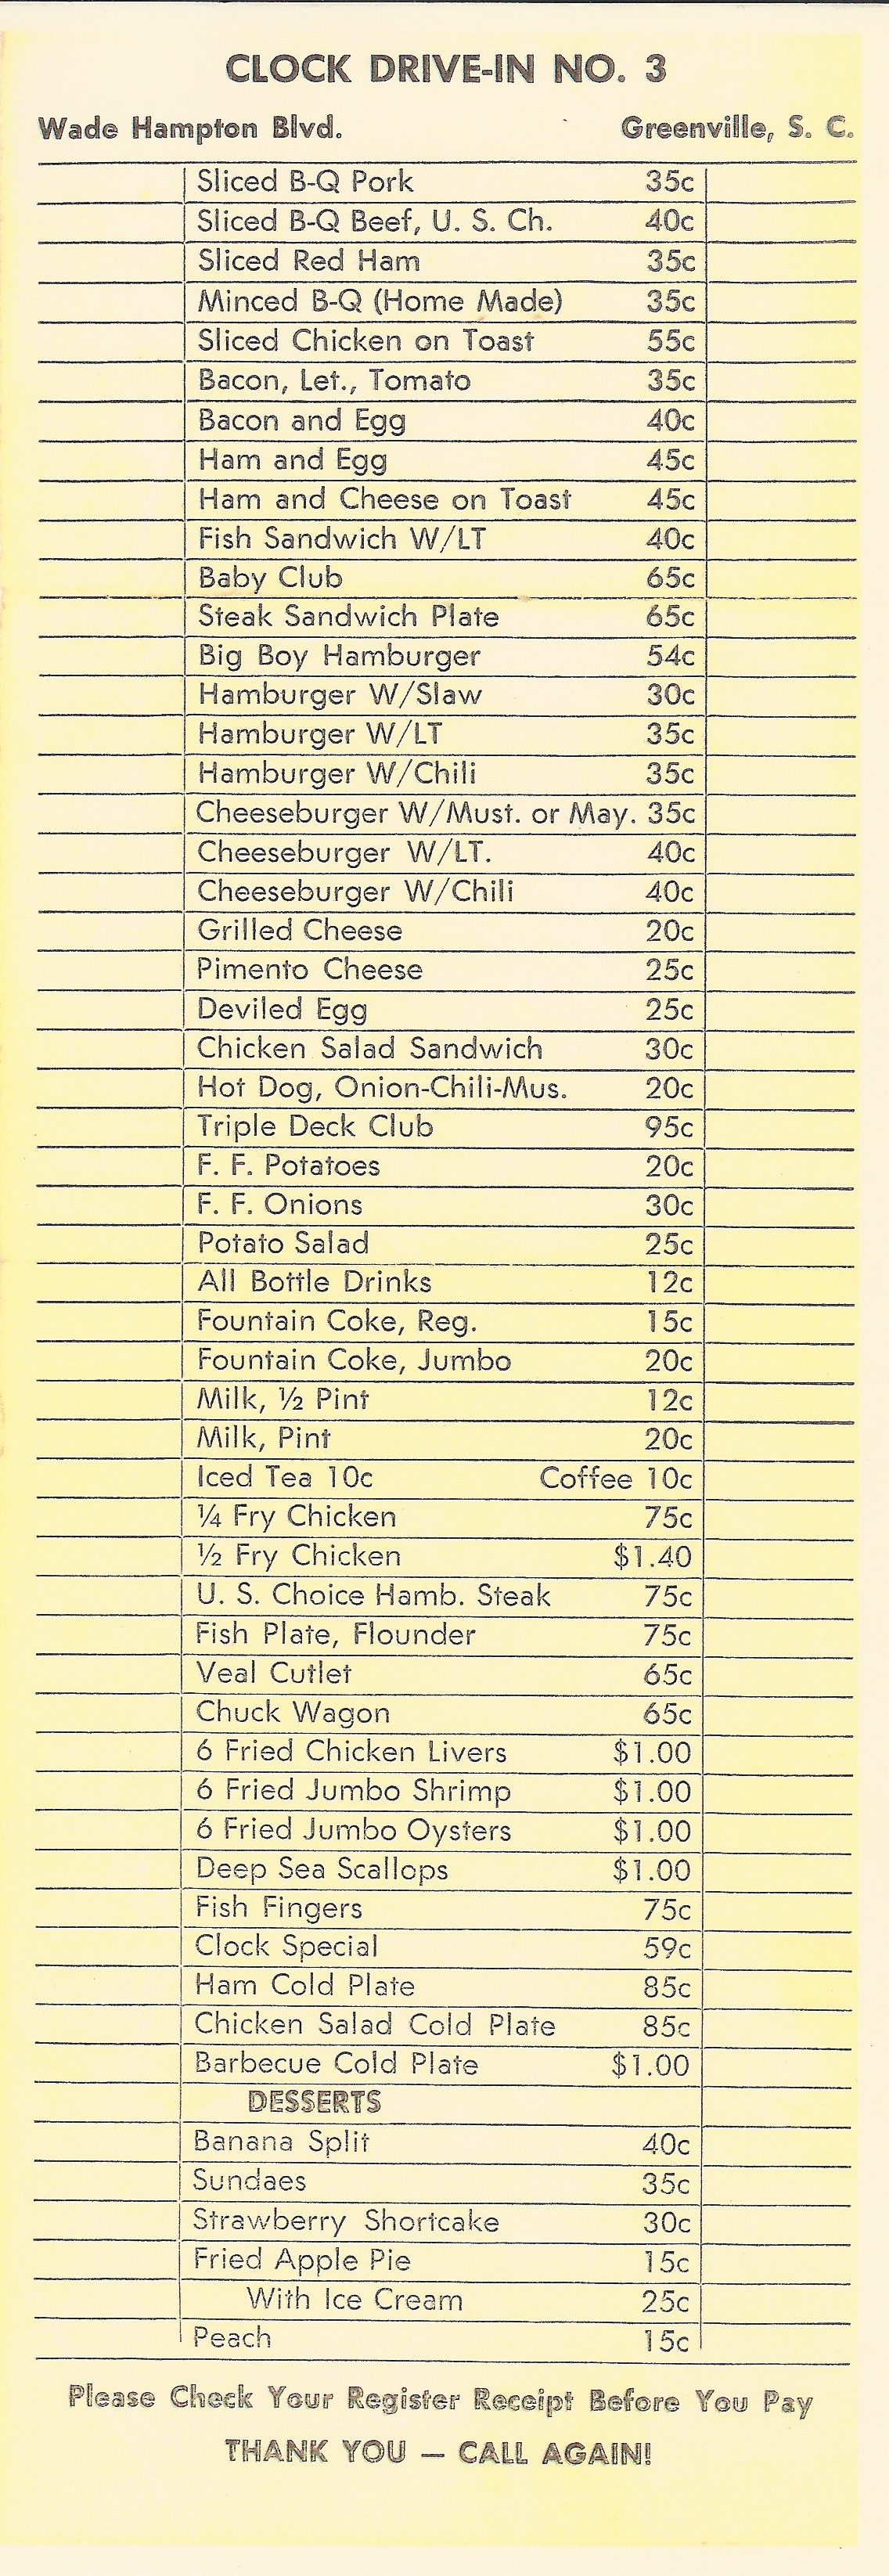 CLOCK DRIVE-IN NO. 3
Wade Hampton Blvd. Greenville, S. C.
Sliced B-Q Pork 35c
Sliced B-Q Beef, U. S. Ch. 40c
Sliced Red Ham 35c
Minced B-Q (Home Made) 35c
Sliced Chicken on Toast 55c
Bacon, Let., Tomato 35c
Bacon and Egg 40c
Ham and Egg 45c
Ham and Cheese on Toast 45c
Fish Sandwich W/LT 40c
Baby Club 65c
Steak Sandwich Plate 65c
Big Boy Hamburger 54c
Hamburger W/Slaw 30c
Hamburger W/LT 35c
Hamburger W/Chili 35c
Cheeseburger W/Must. or May. 35c
Cheeseburger W/LT. 40c
Cheeseburger W/Chili 40c
Grilled Cheese 20c
Pimento Cheese 25c
Deviled Egg 25c
Chicken Salad Sandwich 30c
Hot Dog, Onion-Chili-Mus. 20c
Triple Deck Club 95c
F. F. Potatoes 20c
F. F. Onions 30c
Potato Salad 25c
All Bottle Drinks 12c
Fountain Coke, Reg. 15c
Fountain Coke, Jumbo 20c
Milk, ½ Pint 12c
Milk, Pint 20c
Iced Tea 10c Coffee 10c
¼ Fry Chicken 75c
½ Fry Chicken $1.40
U. S. Choice Hamb. Steak 75c
Fish Plate, Flounder 75c
Veal Cutlet 65c
Chuck Wagon 65c
6 Fried Chicken Livers $1.00
6 Fried Jumbo Shrimp $1.00
6 Fried Jumbo Oysters $1.00
Deep Sea Scallops $1.00
Fish Fingers 75c
Clock Special 59c
Ham Cold Plate 85c
Chicken Salad Cold Plate 85c
Barbecue Cold Plate $1.00
DESSERTS
Banana Split 40c
Sundaes 35c
Strawberry Shortcake 30c
Fried Apple Pie 15c
With Ice Cream 25c
Peach 15c
Please Check Your Register Receipt Before You Pay
THANK YOU — CALL AGAIN!